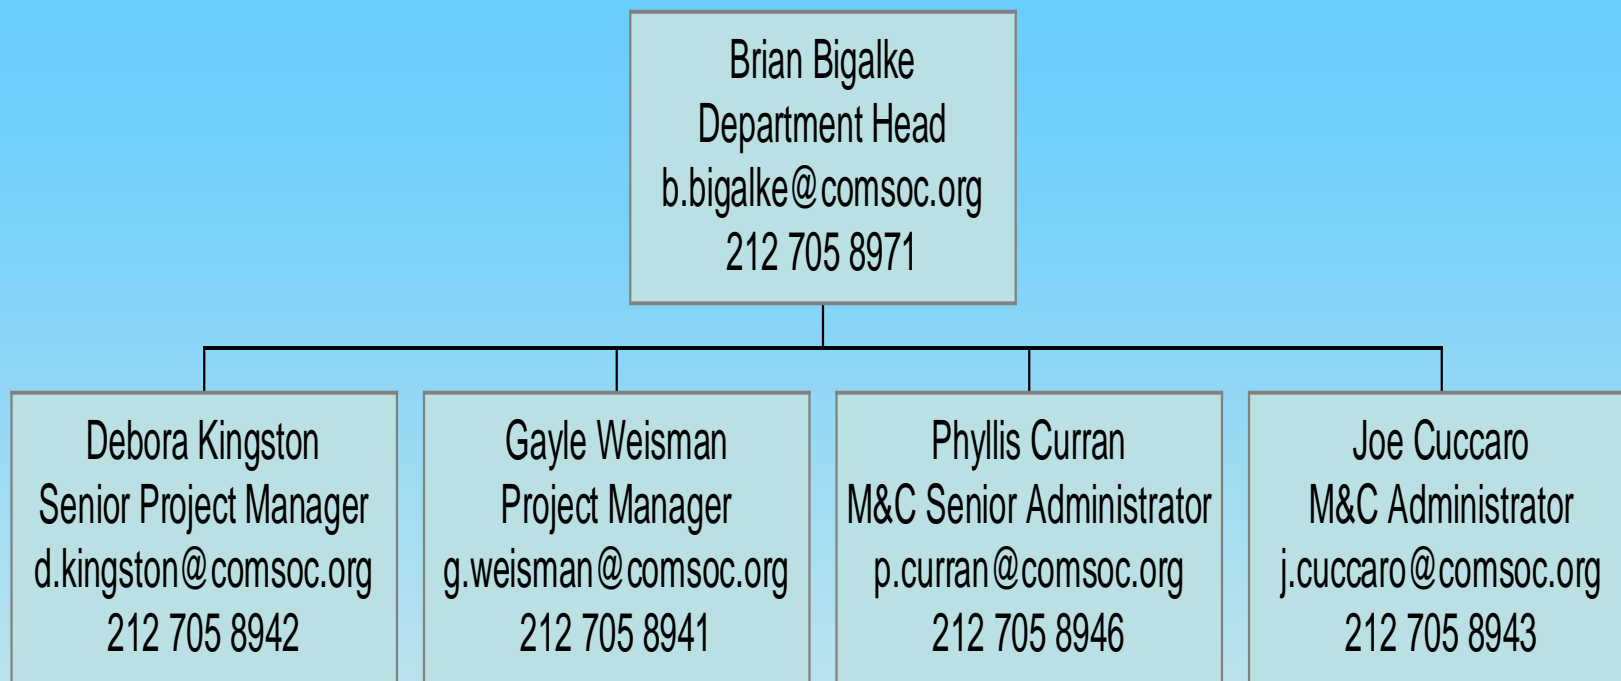 Brian Bigalke
Department Head
b.bigalke@comsoc.org
212 705 8971
Debora Kingston
Senior Project Manager
d.kingston@comsoc.org
212 705 8942
Gayle Weisman
Project Manager
g.weisman@comsoc.org
212 705 8941
Phyllis Curran
M&C Senior Administrator
p.curran@comsoc.org
212 705 8946
Joe Cuccaro
M&C Administrator
j.cuccaro@comsoc.org
212 705 8943